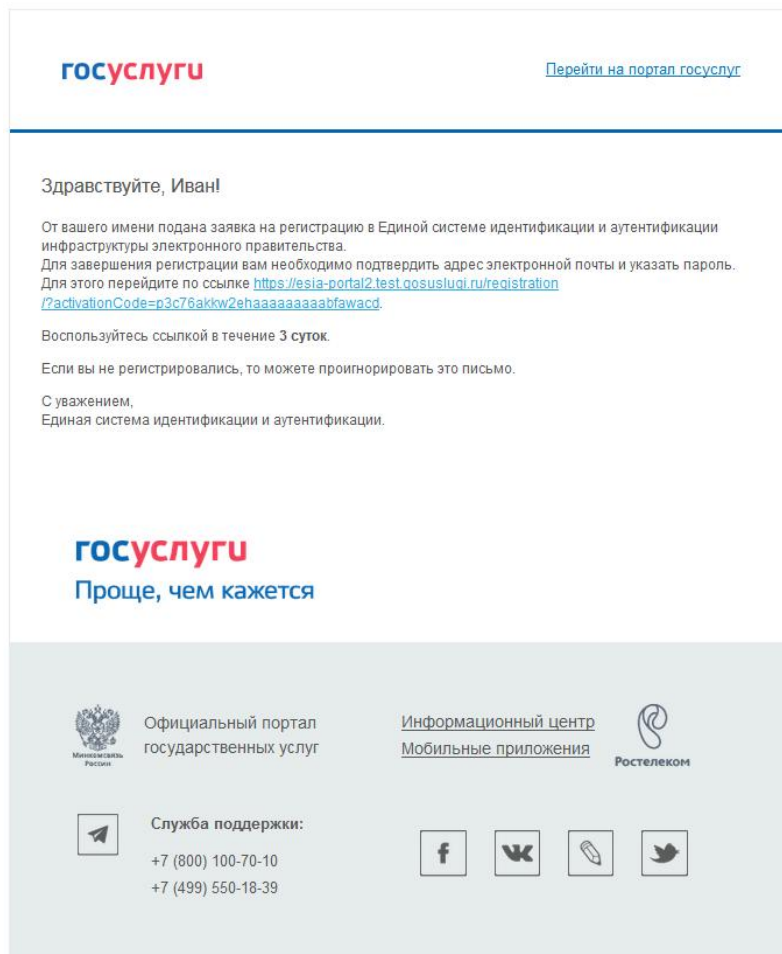 госуслуги
Перейти на портал госуслуг
Здравствуйте, Иван!
От вашего имени подана заявка на регистрацию в Единой системе идентификации и аутентификации
инфраструктуры электронного правительства.
Для завершения регистрации вам необходимо подтвердить адрес электронной почты и указать пароль.
Для этого перейдите по ссылке https://esia-portal2.test.gosuslugi.ru/registration
/?activationCode=p3c76akkw2ehaaaaaaaaabfawacd.
Воспользуйтесь ссылкой в течение 3 суток.
Если вы не регистрировались, то можете проигнорировать это письмо.
С уважением,
Единая система идентификации и аутентификации.
госуслуги
Проще, чем кажется
Минкомсвязь
России
Официальный портал
государственных услуг
Информационный центр
Мобильные приложения
Ростелеком
Служба поддержки:
+7 (800) 100-70-10
+7 (499) 550-18-39